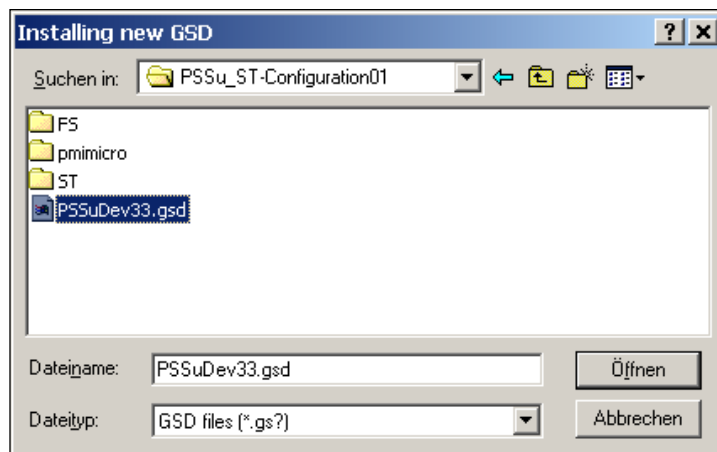 Installing new GSD
Suchen in: PSSu_ST-Configuration01
FS
pmimicro
ST
PSSuDev33.gsd
Dateiname: PSSuDev33.gsd Öffnen
Dateityp: GSD files (*.gs?) Abbrechen